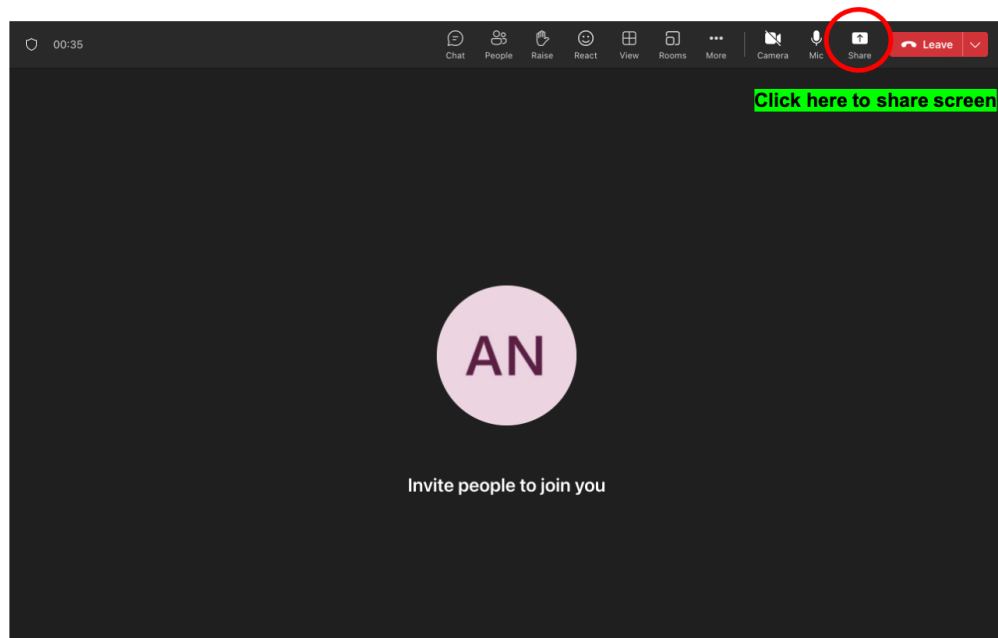 00:35
Chat People Raise React View Rooms More Camera Mic Share Leave
Click here to share screen
AN
Invite people to join you